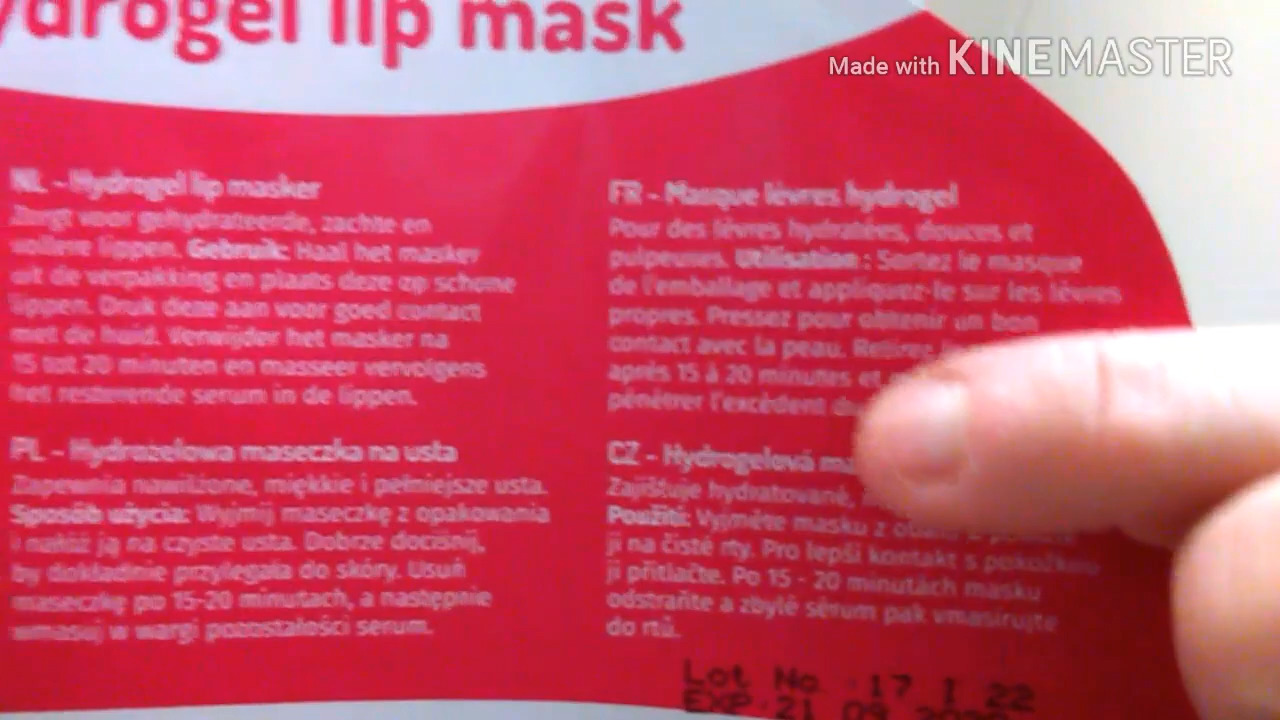 ydrogel lip mask
Made with KINEMASTER
NL - Hydrogel lip masker
Zorgt voor gehydrateerde, zachte en
vollere lippen. Gebruik: Haal het masker
uit de verpakking en plaats deze op schone
lippen. Druk deze aan voor goed contact
met de huid. Verwijder het masker na
15 tot 20 minuten en masseer vervolgens
het resterende serum in de lippen.
FR - Masque lèvres hydrogel
Pour des lèvres hydratées, douces et
pulpeuses. Utilisation : Sortez le masque
de l'emballage et appliquez-le sur les lèvres
propres. Pressez pour obtenir un bon
contact avec la peau. Retirez
après 15 à 20 minutes et
pénétrer l'excédent
PL - Hydrożelowa maseczka na usta
Zapewnia nawilżone, miękkie i pełniejsze usta.
Sposób użycia: Wyjmij maseczkę z opakowania
i nałóż ją na czyste usta. Dobrze dociśnij,
by dokładnie przylegała do skóry. Usuń
maseczkę po 15-20 minutach, a następnie
wmasuj w wargi pozostałości serum.
CZ - Hydrogelová
Zajišťuje hydratované,
Použití: Vyjměte masku z
ji na čisté rty. Pro lepší kontakt s pokožkou
ji přitlačte. Po 15 - 20 minutách masku
odstraňte a zbylé sérum pak vmasírujte
do rtů.
Lot No. :17 1 22
EXP:21 09